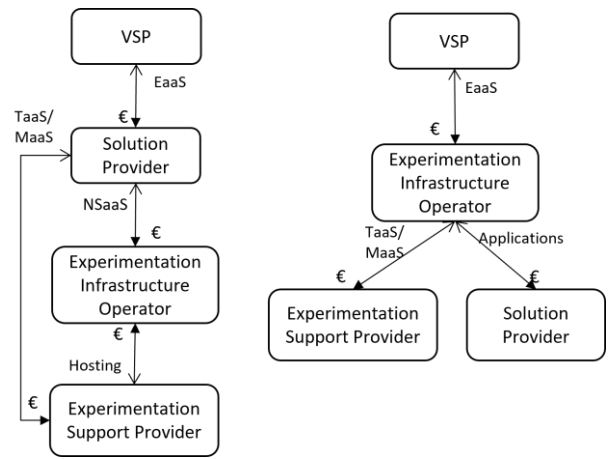 VSP
EaaS
€
TaaS/
MaaS
Solution
Provider
NSaaS
€
Experimentation
Infrastructure
Operator
€
Hosting
€
Experimentation
Support Provider
VSP
EaaS
€
Experimentation
Infrastructure
Operator
TaaS/
MaaS
Applications
€
€
Experimentation
Support Provider
Solution
Provider